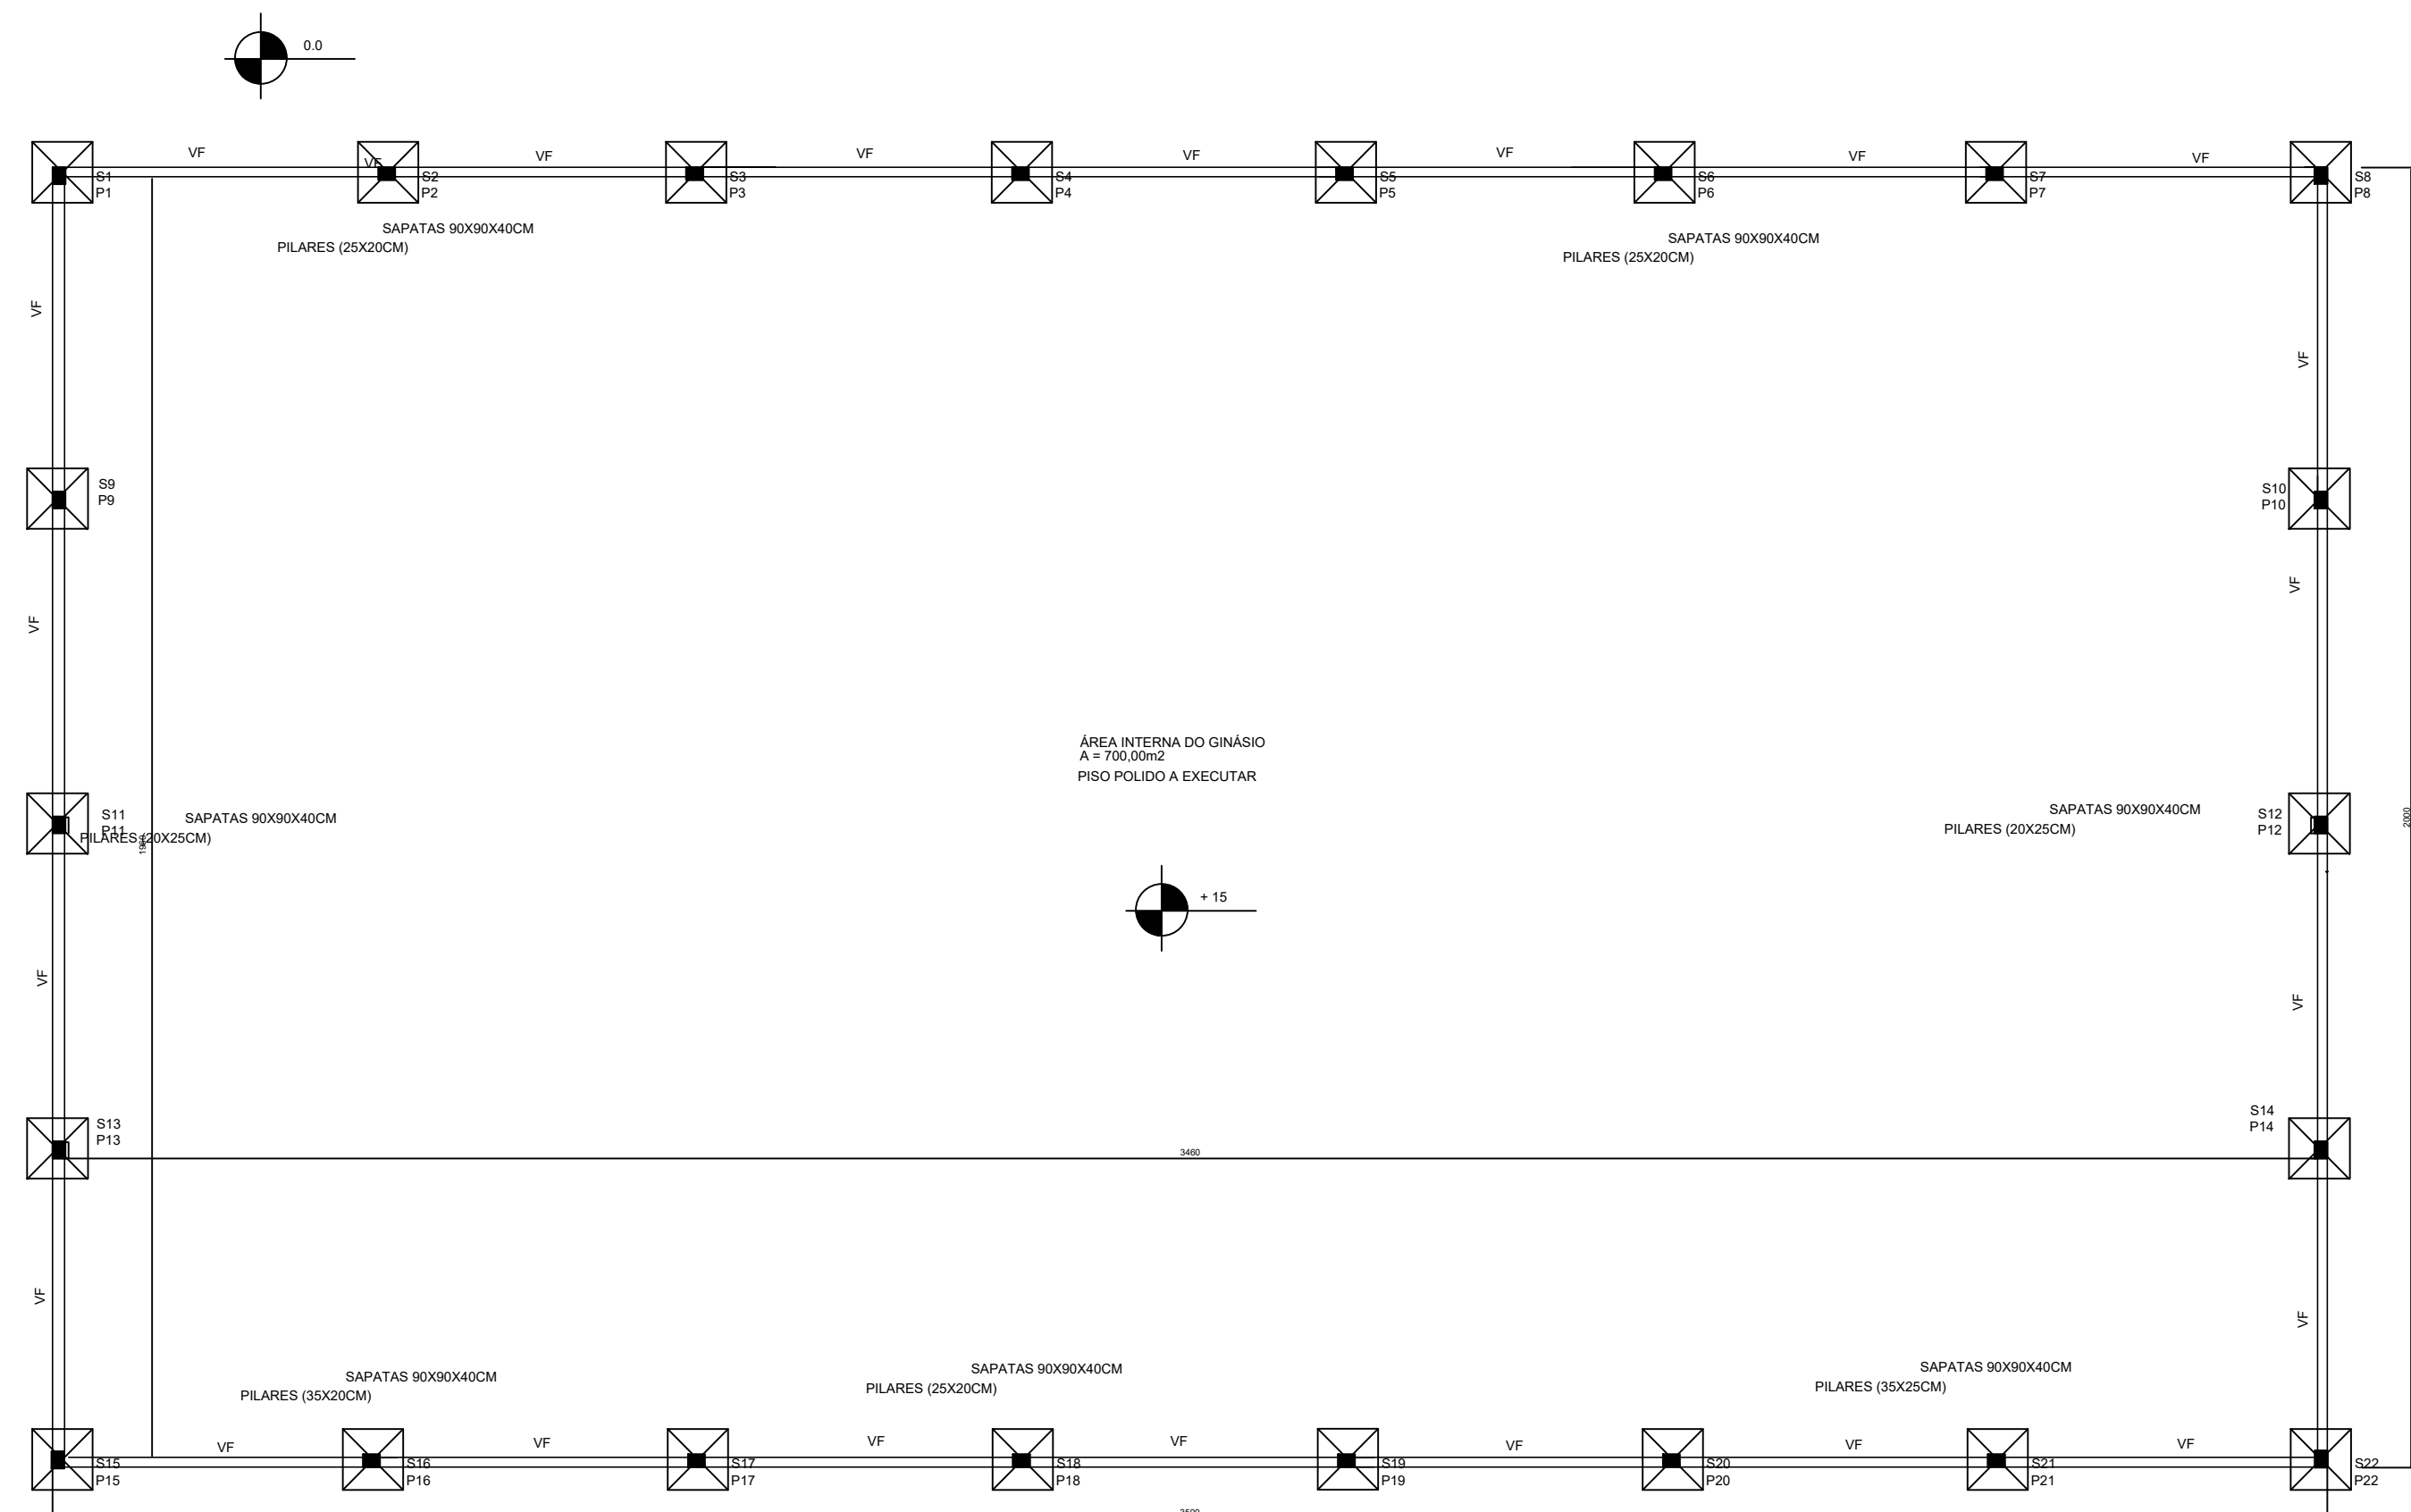 0.0
VF
VF
VF
VF
VF
VF
VF
VF
S1
P1
S2
P2
S3
P3
S4
P4
S5
P5
S6
P6
S7
P7
S8
P8
SAPATAS 90X90X40CM
PILARES (25X20CM)
SAPATAS 90X90X40CM
PILARES (25X20CM)
VF
VF
S9
P9
S10
P10
VF
VF
ÁREA INTERNA DO GINÁSIO
A = 700,00m2
PISO POLIDO A EXECUTAR
S11
P11
SAPATAS 90X90X40CM
PILARES (20X25CM)
SAPATAS 90X90X40CM
PILARES (20X25CM)
S12
P12
2000
+ 15
VF
VF
S13
P13
S14
P14
3460
VF
VF
SAPATAS 90X90X40CM
PILARES (35X20CM)
SAPATAS 90X90X40CM
PILARES (25X20CM)
SAPATAS 90X90X40CM
PILARES (35X25CM)
VF
VF
VF
VF
VF
VF
VF
S15
P15
S16
P16
S17
P17
S18
P18
S19
P19
S20
P20
S21
P21
S22
P22